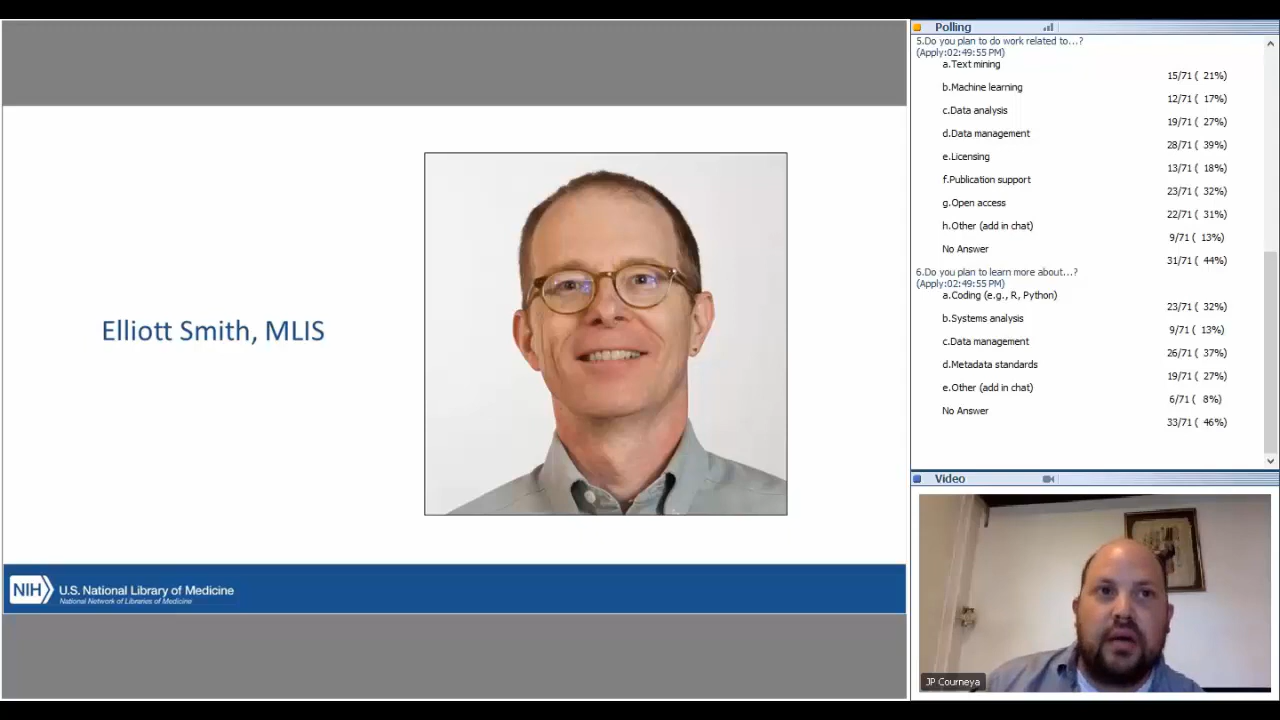 Elliott Smith, MLIS
NIH
U.S. National Library of Medicine
National Network of Libraries of Medicine
Polling
5.Do you plan to do work related to...?
(Apply:02:49:55 PM)
a.Text mining
15/71 ( 21%)
b.Machine learning
12/71 ( 17%)
c.Data analysis
19/71 ( 27%)
d.Data management
28/71 ( 39%)
e.Licensing
13/71 ( 18%)
f.Publication support
23/71 ( 32%)
g.Open access
22/71 ( 31%)
h.Other (add in chat)
9/71 ( 13%)
No Answer
31/71 ( 44%)
6.Do you plan to learn more about...?
(Apply:02:49:55 PM)
a.Coding (e.g., R, Python)
23/71 ( 32%)
b.Systems analysis
9/71 ( 13%)
c.Data management
26/71 ( 37%)
d.Metadata standards
19/71 ( 27%)
e.Other (add in chat)
6/71 ( 8%)
No Answer
33/71 ( 46%)
Video
JP Courneya